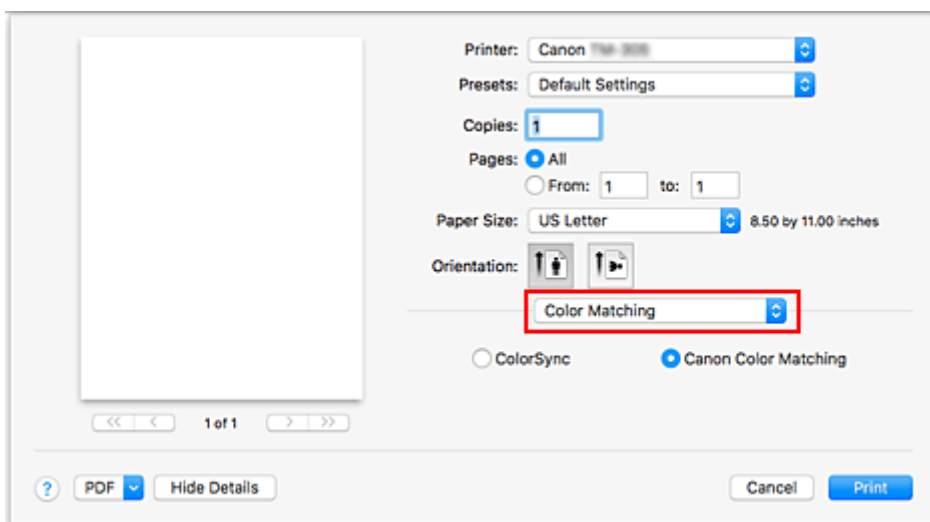 Printer: Canon
Presets: Default Settings
Copies: 1
Pages: All
From: 1 to: 1
Paper Size: US Letter 8.50 by 11.00 inches
Orientation:
Color Matching
ColorSync Canon Color Matching
<< < 1 of 1 > >>
? PDF Hide Details Cancel Print